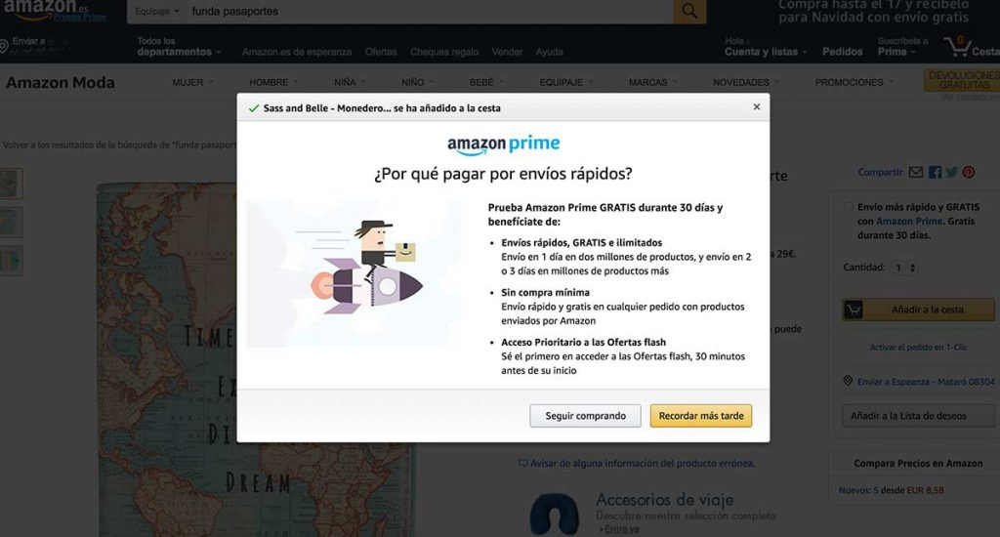 amazon.es
Prueba Prime
Equipaje
funda pasaportes
Compra hasta el 17 y recíbelo
para Navidad con envío gratis
Enviar a
Todos los
departamentos
Amazon.es de esperanza
Ofertas
Cheques regalo
Vender
Ayuda
Hola
Cuenta y listas
Pedidos
Suscríbete a
Prime
0
Cesta
Amazon Moda
MUJER
HOMBRE
NIÑA
NIÑO
BEBÉ
EQUIPAJE
MARCAS
NOVEDADES
PROMOCIONES
DEVOLUCIONES
GRATUITAS
Ver condicione
Volver a los resultados de la búsqueda de "funda pasaport
Sass and Belle - Monedero... se ha añadido a la cesta
×
amazon prime
¿Por qué pagar por envíos rápidos?
Prueba Amazon Prime GRATIS durante 30 días y
benefíciate de:
• Envíos rápidos, GRATIS e ilimitados
Envío en 1 día en dos millones de productos, y envío en 2
o 3 días en millones de productos más
• Sin compra mínima
Envío rápido y gratis en cualquier pedido con productos
enviados por Amazon
• Acceso Prioritario a las Ofertas flash
Sé el primero en acceder a las Ofertas flash, 30 minutos
antes de su inicio
Seguir comprando
Recordar más tarde
rte
a 29€.
puede
Compartir
Envío más rápido y GRATIS
con Amazon Prime. Gratis
durante 30 días.
Cantidad: 1
Añadir a la cesta
Activar el pedido en 1-Clic
Enviar a Espeanza - Mataró 08304
Añadir a la Lista de deseos
Compara Precios en Amazon
Nuevos: 5 desde EUR 8,58
TIME
DREAM
Avisar de alguna información del producto errónea.
Accesorios de viaje
Descubre nuestra selección completa
› Entra ya